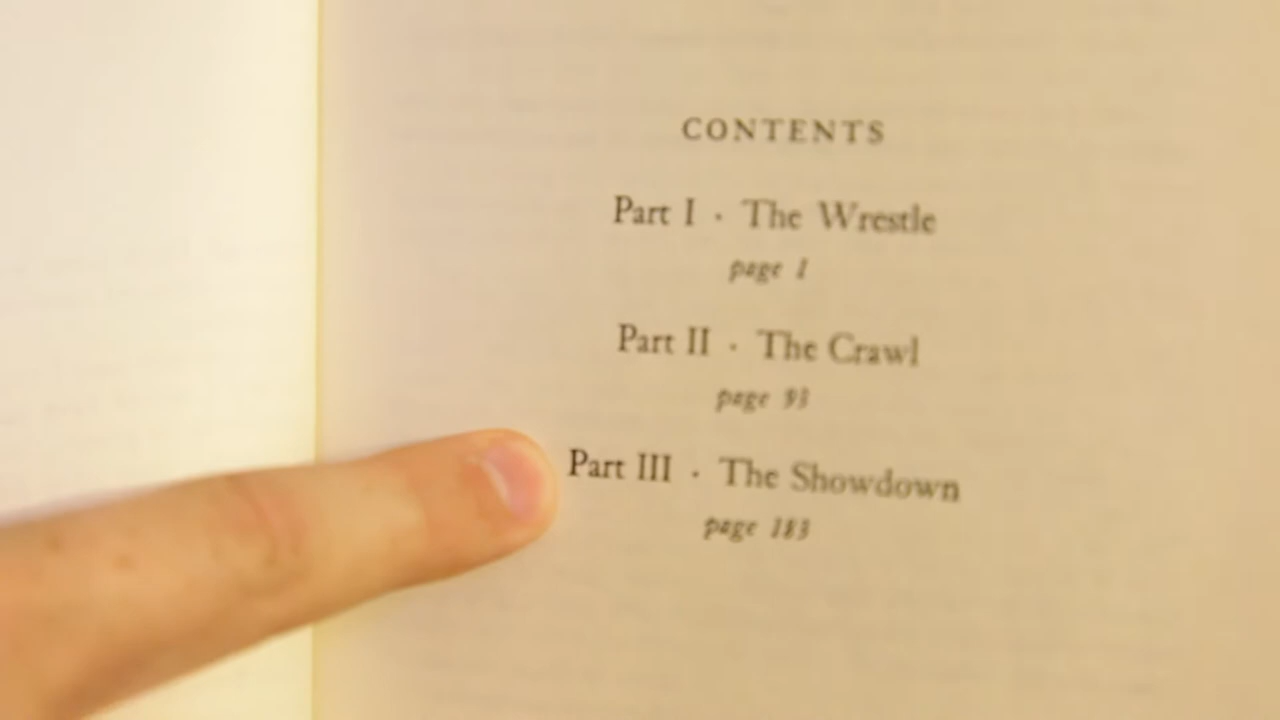 CONTENTS
Part I · The Wrestle
page 1
Part II · The Crawl
page 93
Part III · The Showdown
page 183